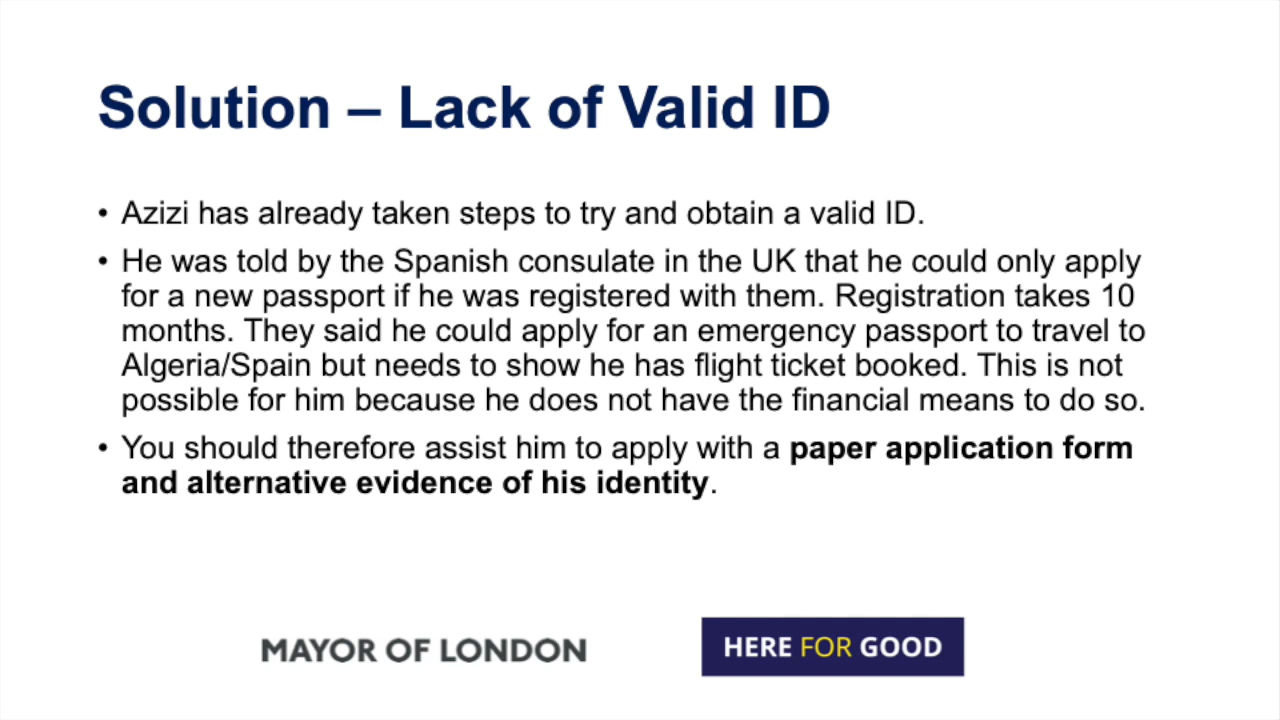 Solution – Lack of Valid ID
• Azizi has already taken steps to try and obtain a valid ID.
• He was told by the Spanish consulate in the UK that he could only apply
for a new passport if he was registered with them. Registration takes 10
months. They said he could apply for an emergency passport to travel to
Algeria/Spain but needs to show he has flight ticket booked. This is not
possible for him because he does not have the financial means to do so.
• You should therefore assist him to apply with a paper application form
and alternative evidence of his identity.
MAYOR OF LONDON
HERE FOR GOOD